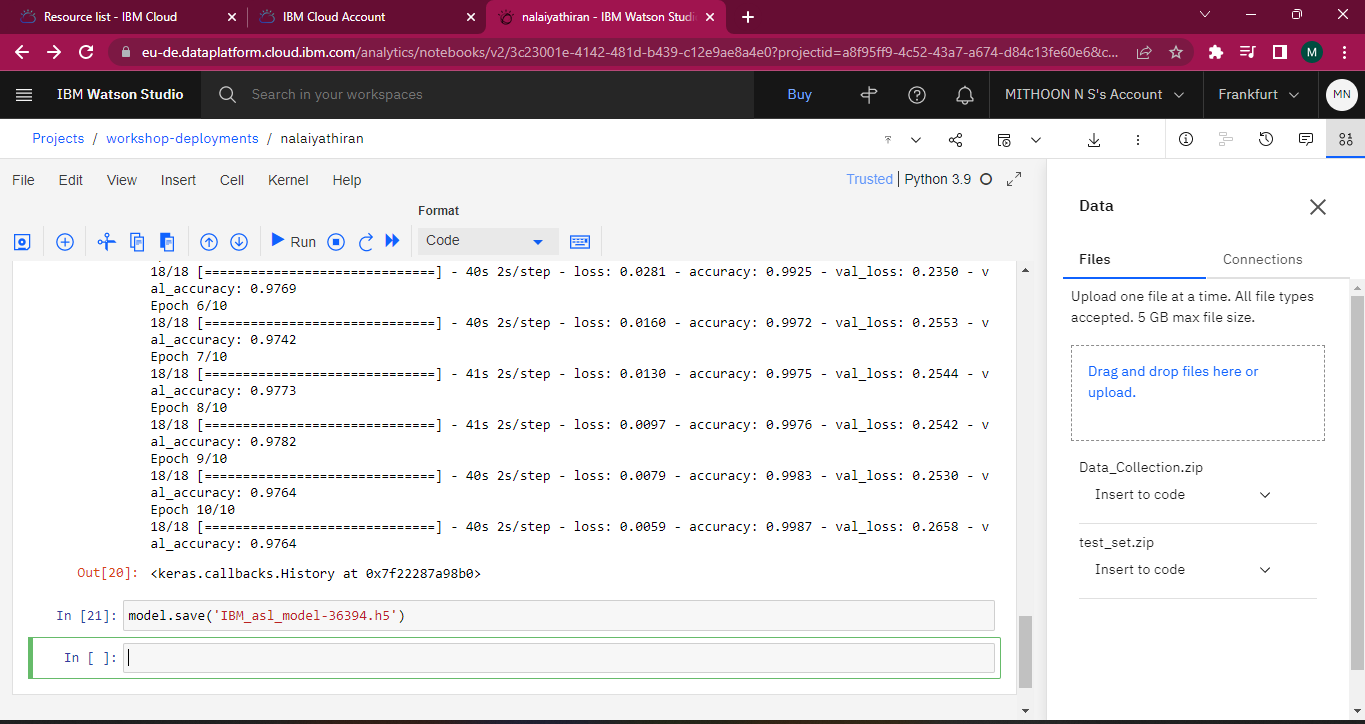 Resource list - IBM Cloud
IBM Cloud Account
nalaiyathiran - IBM Watson Studi
eu-de.dataplatform.cloud.ibm.com/analytics/notebooks/v2/3c23001e-4142-481d-b439-c12e9ae8a4e0?projectid=a8f95ff9-4c52-43a7-a674-d84c13fe60e6&c...
M
IBM Watson Studio
Search in your workspaces
Buy
MITHOON N S's Account
Frankfurt
MN
Projects / workshop-deployments / nalaiyathiran
File Edit View Insert Cell Kernel Help
Trusted | Python 3.9
Format
Run
Code
18/18 [==============================] - 40s 2s/step - loss: 0.0281 - accuracy: 0.9925 - val_loss: 0.2350 - v
al_accuracy: 0.9769
Epoch 6/10
18/18 [==============================] - 40s 2s/step - loss: 0.0160 - accuracy: 0.9972 - val_loss: 0.2553 - v
al_accuracy: 0.9742
Epoch 7/10
18/18 [==============================] - 41s 2s/step - loss: 0.0130 - accuracy: 0.9975 - val_loss: 0.2544 - v
al_accuracy: 0.9773
Epoch 8/10
18/18 [==============================] - 41s 2s/step - loss: 0.0097 - accuracy: 0.9976 - val_loss: 0.2542 - v
al_accuracy: 0.9782
Epoch 9/10
18/18 [==============================] - 40s 2s/step - loss: 0.0079 - accuracy: 0.9983 - val_loss: 0.2530 - v
al_accuracy: 0.9764
Epoch 10/10
18/18 [==============================] - 40s 2s/step - loss: 0.0059 - accuracy: 0.9987 - val_loss: 0.2658 - v
al_accuracy: 0.9764
Out[20]: <keras.callbacks.History at 0x7f22287a98b0>
In [21]: model.save('IBM_asl_model-36394.h5')
In [ ]:
Data
Files
Connections
Upload one file at a time. All file types
accepted. 5 GB max file size.
Drag and drop files here or
upload.
Data_Collection.zip
Insert to code
test_set.zip
Insert to code